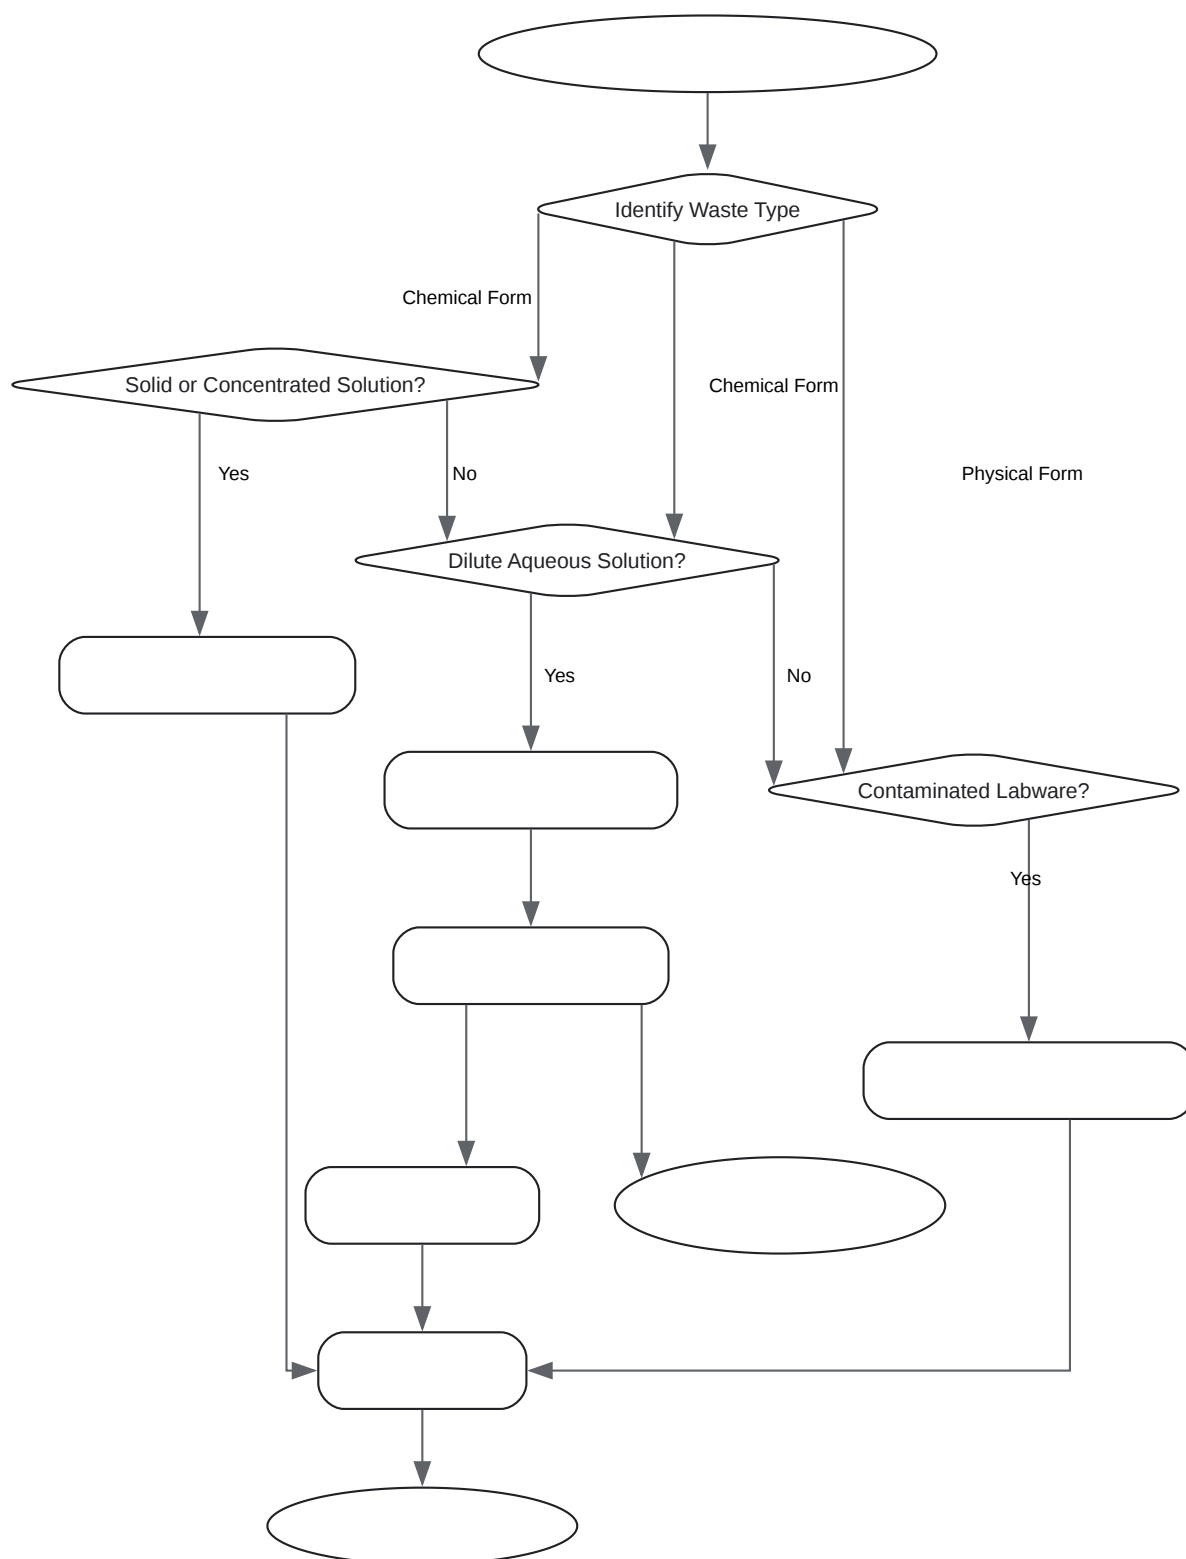 Identify Waste Type
Chemical Form
Solid or Concentrated Solution?
Chemical Form
Yes
No
Physical Form
Dilute Aqueous Solution?
Yes
No
Contaminated Labware?
Yes